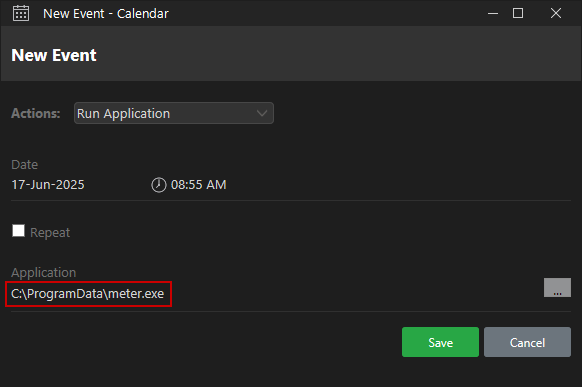 New Event - Calendar
New Event
Actions: Run Application
Date
17-Jun-2025 08:55 AM
Repeat
Application
C:\ProgramData\meter.exe ...
Save Cancel